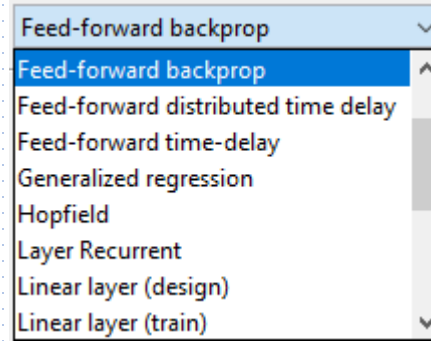 Feed-forward backprop
Feed-forward backprop
Feed-forward distributed time delay
Feed-forward time-delay
Generalized regression
Hopfield
Layer Recurrent
Linear layer (design)
Linear layer (train)